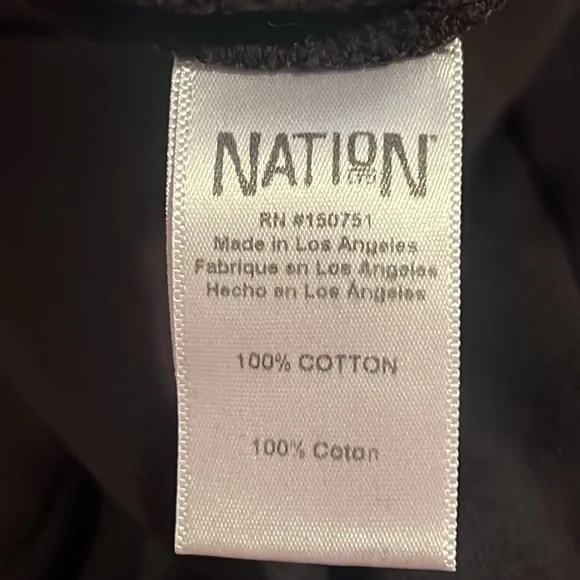 NATION
LTD
RN #150751
Made in Los Angeles
Fabrique en Los Angeles
Hecho en Los Angeles
100% COTTON
100% Coton